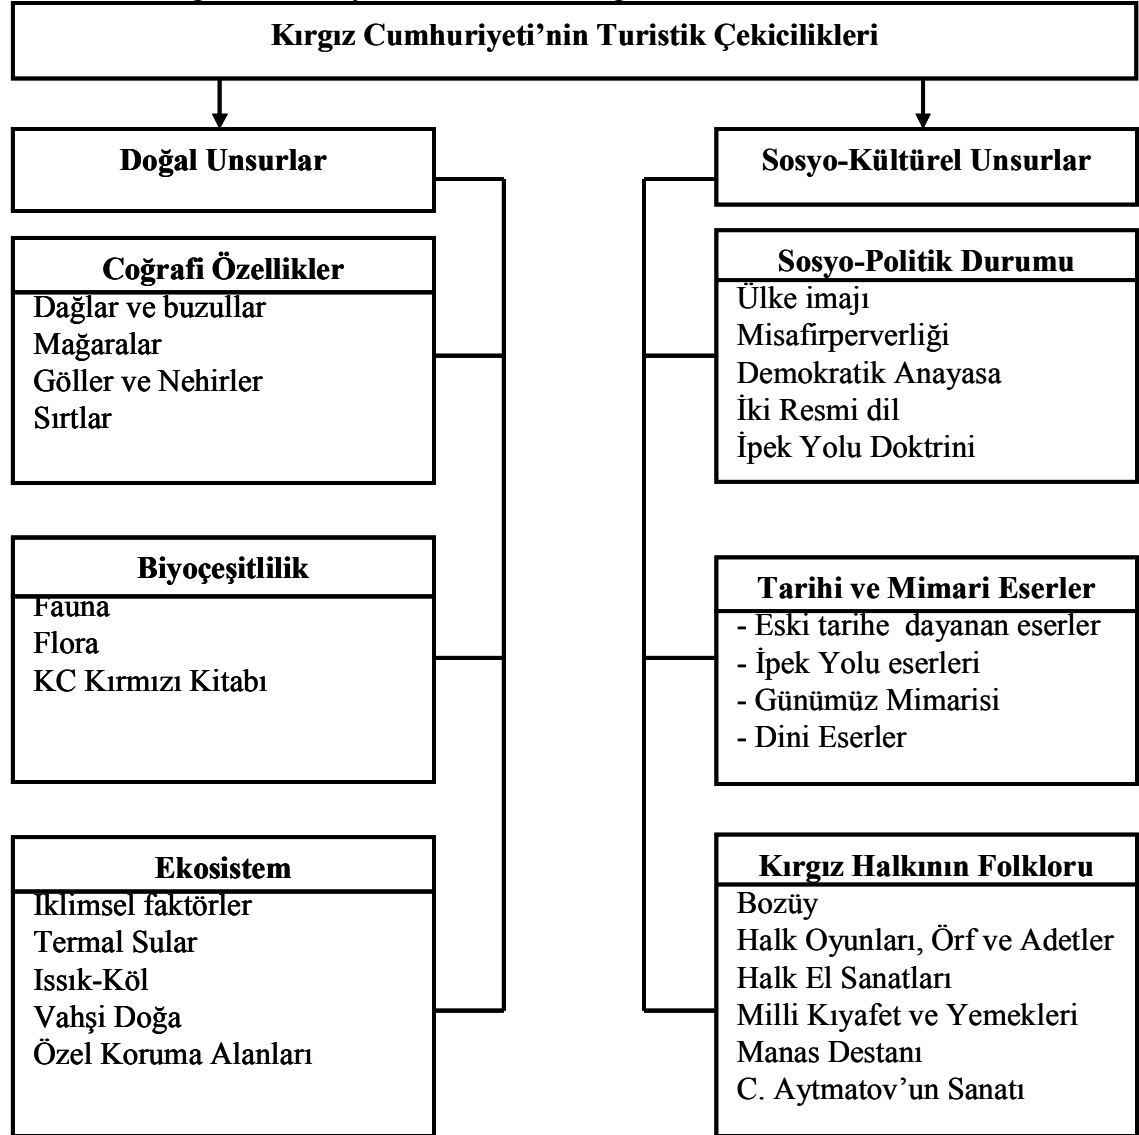 Kırgız Cumhuriyeti’nin Turistik Çekicilikleri
Doğal Unsurlar
Coğrafi Özellikler
Dağlar ve buzullar
Mağaralar
Göller ve Nehirler
Sırtlar
Biyoçeşitlilik
Fauna
Flora
KC Kırmızı Kitabı
Ekosistem
İklimsel faktörler
Termal Sular
Issık-Köl
Vahşi Doğa
Özel Koruma Alanları
Sosyo-Kültürel Unsurlar
Sosyo-Politik Durumu
Ülke imajı
Misafirperverliği
Demokratik Anayasa
İki Resmi dil
İpek Yolu Doktrini
Tarihi ve Mimari Eserler
- Eski tarihe  dayanan eserler
- İpek Yolu eserleri
- Günümüz Mimarisi
- Dini Eserler
Kırgız Halkının Folkloru
Bozüy
Halk Oyunları, Örf ve Adetler
Halk El Sanatları
Milli Kıyafet ve Yemekleri
Manas Destanı
C. Aytmatov’un Sanatı